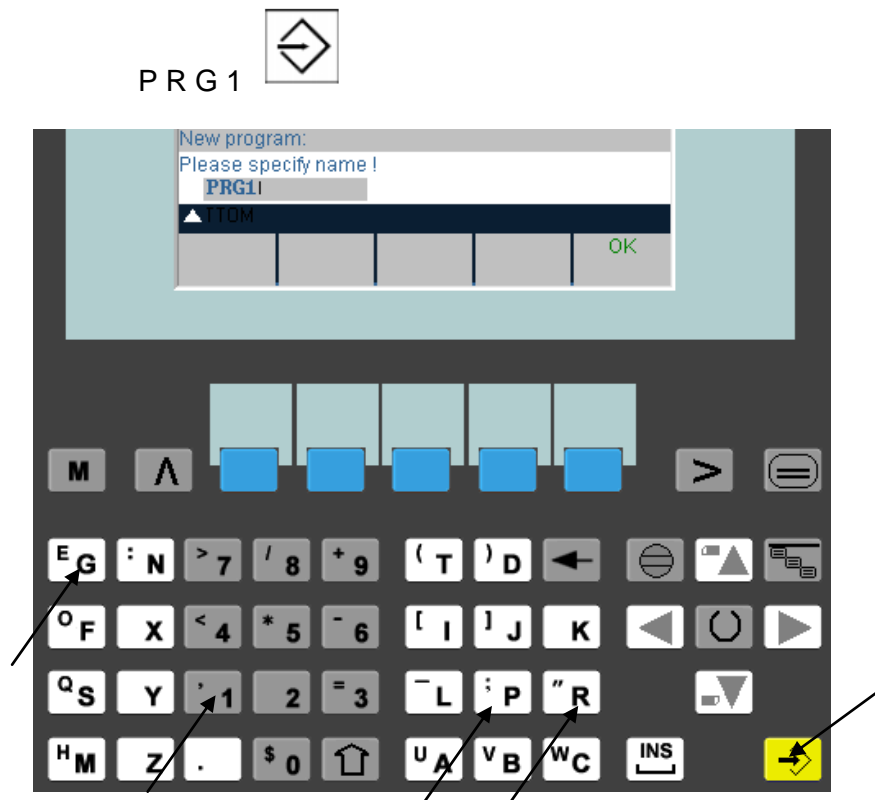 P R G 1
New program:
Please specify name !
PRG1
TTOM
OK
M Λ >
E G : N > 7 / 8 + 9 ( T ) D
O F X < 4 * 5 - 6 [ I ] J K
Q S Y , 1 2 = 3 _ L ; P " R
H M Z . $ 0 U A V B W C INS